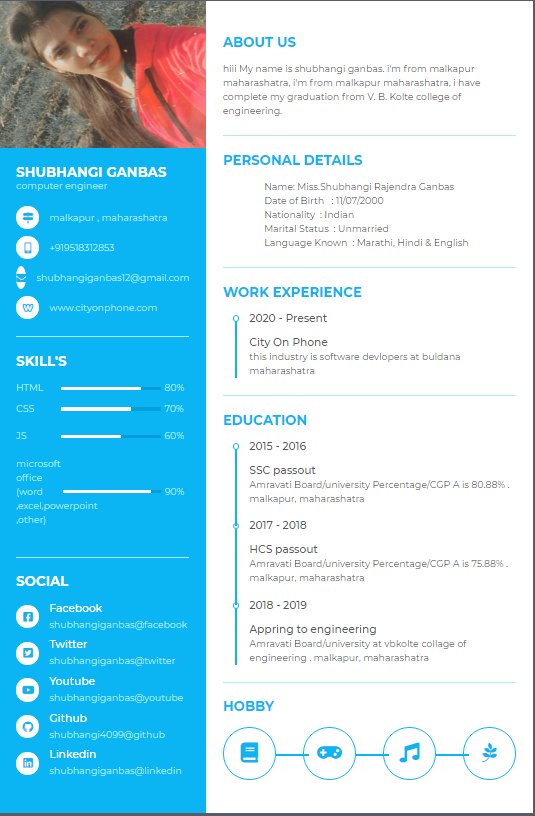 SHUBHANGI GANBAS
computer engineer
malkapur , maharashatra
+919518312853
shubhangiganbas12@gmail.com
www.cityonphone.com
SKILL'S
HTML 80%
CSS 70%
JS 60%
microsoft
office
(word 90%
,excel,powerpoint
,other)
SOCIAL
Facebook
shubhangiganbas@facebook
Twitter
shubhangiganbas@twitter
Youtube
shubhangiganbas@youtube
Github
shubhangi4099@github
Linkedin
shubhangiganbas@linkedin
ABOUT US
hiii My name is shubhangi ganbas. i'm from malkapur
maharashatra, i'm from malkapur maharashatra, i have
complete my graduation from V. B. Kolte college of
engineering.
PERSONAL DETAILS
Name: Miss.Shubhangi Rajendra Ganbas
Date of Birth : 11/07/2000
Nationality : Indian
Marital Status : Unmarried
Language Known : Marathi, Hindi & English
WORK EXPERIENCE
2020 - Present
City On Phone
this industry is software devlopers at buldana
maharashatra
EDUCATION
2015 - 2016
SSC passout
Amravati Board/university Percentage/CGP A is 80.88% .
malkapur, maharashatra
2017 - 2018
HCS passout
Amravati Board/university Percentage/CGP A is 75.88% .
malkapur, maharashatra
2018 - 2019
Appring to engineering
Amravati Board/university at vbkolte collage of
engineering . malkapur, maharashatra
HOBBY